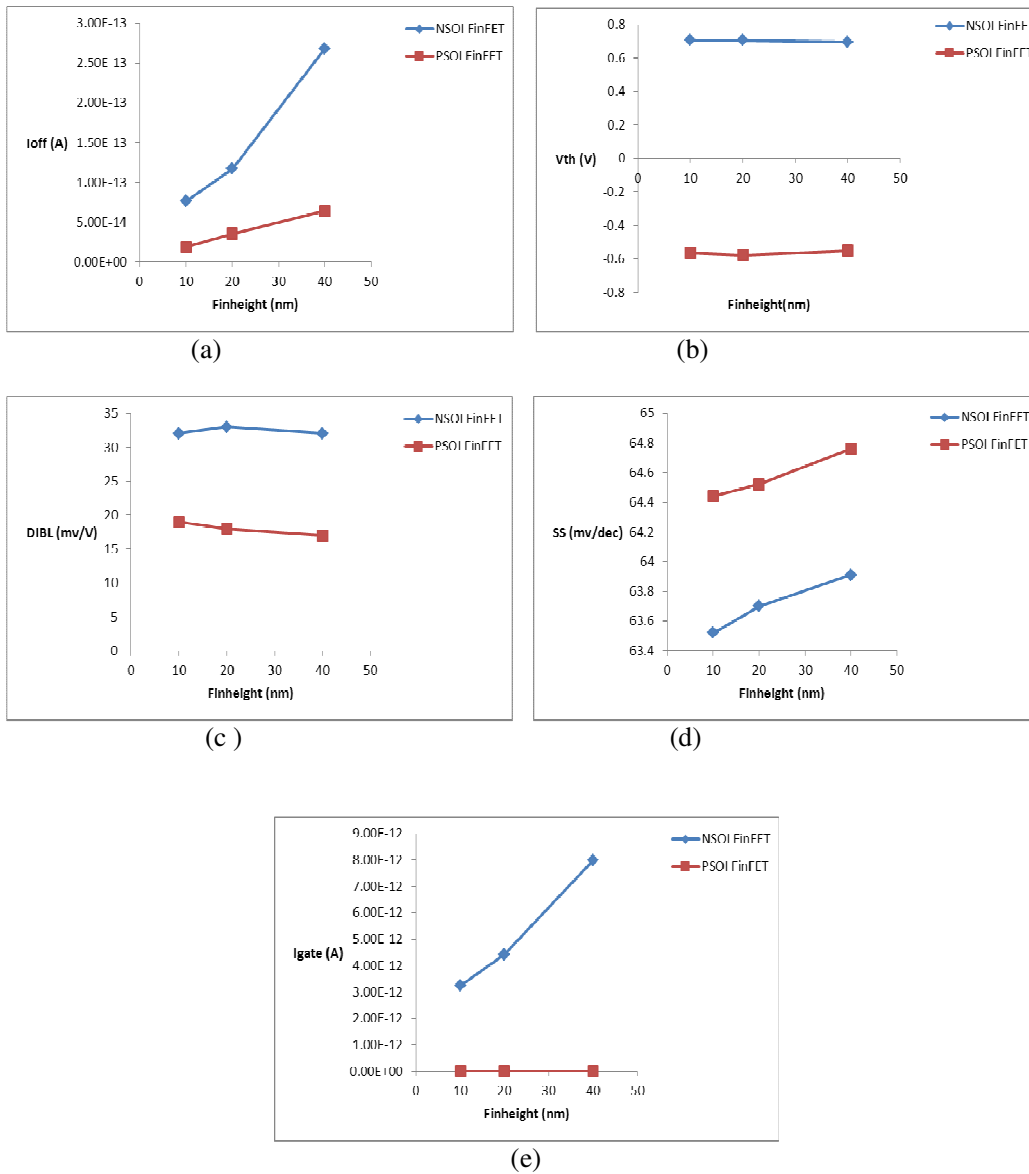 3.00E-13
2.50E-13
2.00E-13
1.50E-13
1.00E-13
5.00E-14
0.00E+00
Ioff (A)
0 10 20 30 40 50
Finheight (nm)
NSOI FinFET
PSOI FinFET
(a)
0.8
0.6
0.4
0.2
0
-0.2
-0.4
-0.6
-0.8
Vth (V)
0 10 20 30 40 50
Finheight(nm)
NSOI FinFE
PSOI FinFET
(b)
35
30
25
20
15
10
5
0
DIBL (mv/V)
0 10 20 30 40 50
Finheight (nm)
NSOI FinFET
PSOI FinFET
(c )
65
64.8
64.6
64.4
64.2
64
63.8
63.6
63.4
SS (mv/dec)
0 10 20 30 40 50
Finheight (nm)
NSOI FinFET
PSOI FinFET
(d)
9.00E-12
8.00E-12
7.00E-12
6.00E-12
5.00E-12
4.00E-12
3.00E-12
2.00E-12
1.00E-12
0.00E+00
Igate (A)
0 10 20 30 40 50
Finheight (nm)
NSOI FinFET
PSOI FinFET
(e)